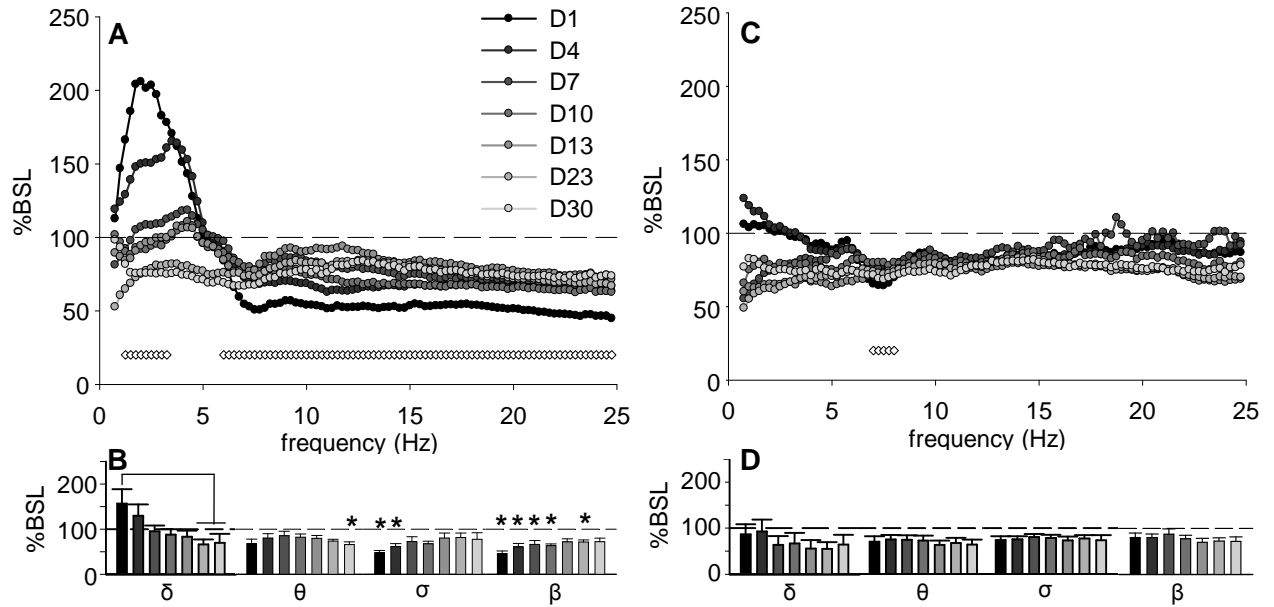 A
%BSL
250
200
150
100
50
0
0 5 10 15 20 25
frequency (Hz)
D1
D4
D7
D10
D13
D23
D30
C
%BSL
250
200
150
100
50
0
0 5 10 15 20 25
frequency (Hz)
B
%BSL
200
100
0
* ** **** *
δ θ σ β
D
%BSL
200
100
0
δ θ σ β